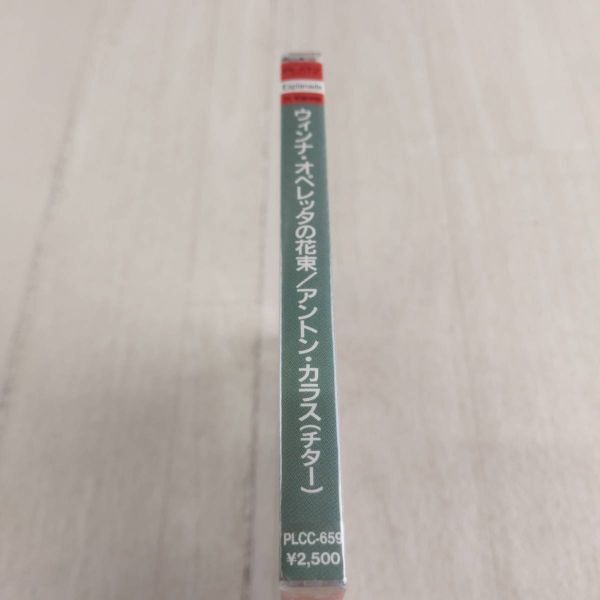 Esplanade
ウィンナ・オペレッタの花束／アントン・カラス（チター）
PLCC-659
¥2,500